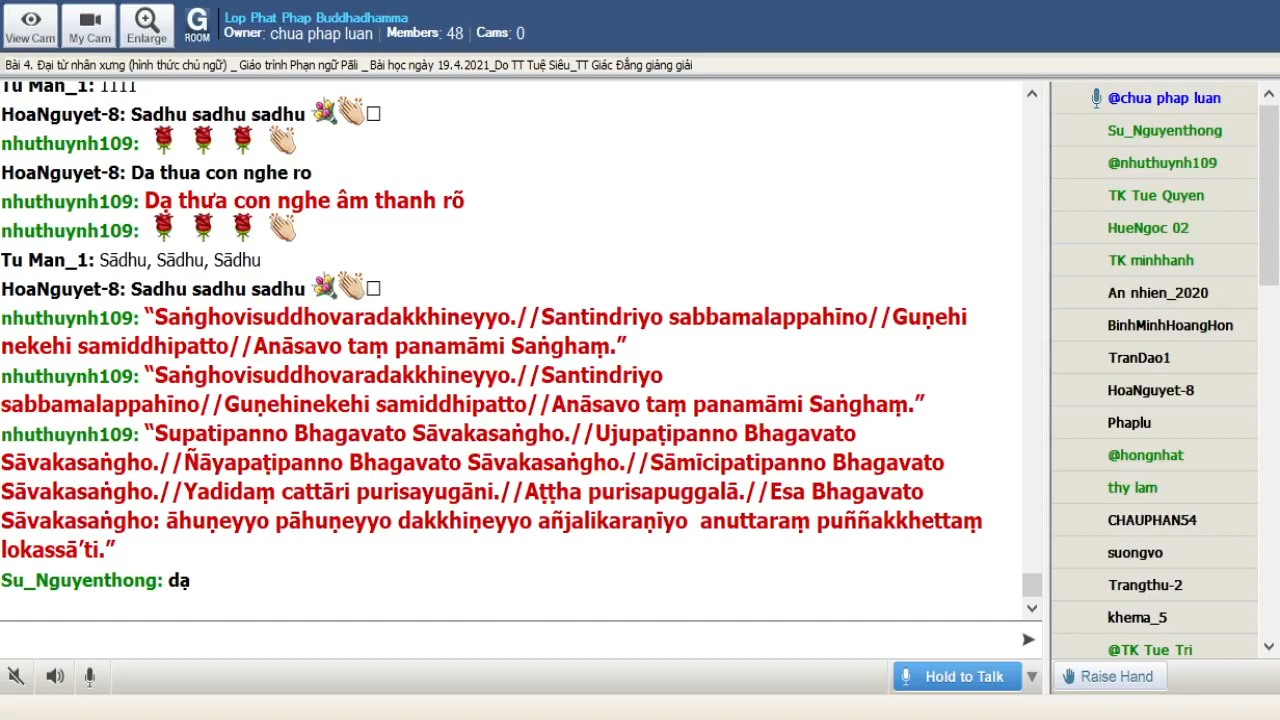 View Cam
My Cam
Enlarge
G
ROOM
Lop Phat Phap Buddhadhamma
Owner: chua phap luan Members: 48 Cams: 0
Bài 4. Đại từ nhân xưng (hình thức chủ ngữ) _ Giáo trình Phạn ngữ Pāli _Bài học ngày 19.4.2021_Do TT Tuệ Siêu_TT Giác Đẳng giảng giải
Tu Man_1: 1111
HoaNguyet-8: Sadhu sadhu sadhu
nhuthuynh109:
HoaNguyet-8: Da thua con nghe ro
nhuthuynh109: Dạ thưa con nghe âm thanh rõ
nhuthuynh109:
Tu Man_1: Sādhu, Sādhu, Sādhu
HoaNguyet-8: Sadhu sadhu sadhu
nhuthuynh109: “Saṅghovisuddhovaradakkhineyyo.//Santindriyo sabbamalappahīno//Guṇehi
nekehi samiddhipatto//Anāsavo taṃ panamāmi Saṅghaṃ.”
nhuthuynh109: “Saṅghovisuddhovaradakkhineyyo.//Santindriyo
sabbamalappahīno//Guṇehinekehi samiddhipatto//Anāsavo taṃ panamāmi Saṅghaṃ.”
nhuthuynh109: “Supatipanno Bhagavato Sāvakasaṅgho.//Ujupaṭipanno Bhagavato
Sāvakasaṅgho.//Ñāyapaṭipanno Bhagavato Sāvakasaṅgho.//Sāmīcipatipanno Bhagavato
Sāvakasaṅgho.//Yadidaṃ cattāri purisayugāni.//Aṭṭha purisapuggalā.//Esa Bhagavato
Sāvakasaṅgho: āhuṇeyyo pāhuṇeyyo dakkhiṇeyyo añjalikaraṇīyo anuttaraṃ puññakkhettaṃ
lokassā’ti.”
Su_Nguyenthong: dạ
Hold to Talk
@chua phap luan
Su_Nguyenthong
@nhuthuynh109
TK Tue Quyen
HueNgoc 02
TK minhhanh
An nhien_2020
BinhMinhHoangHon
TranDao1
HoaNguyet-8
Phaplu
@hongnhat
thy lam
CHAUPHAN54
suongvo
Trangthu-2
khema_5
@TK Tue Tri
Raise Hand